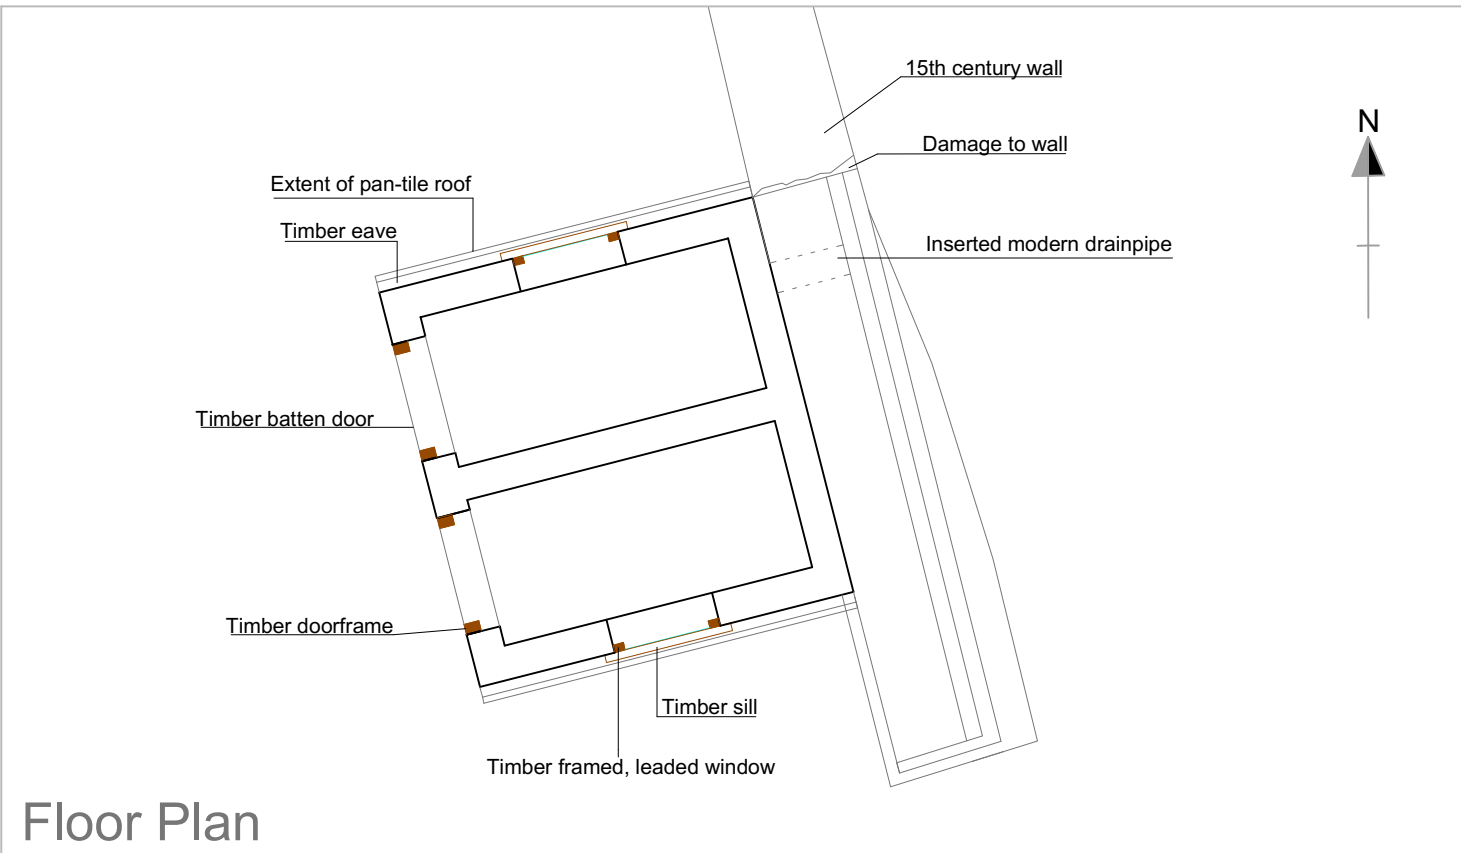 15th century wall
N
Damage to wall
Extent of pan-tile roof
Timber eave
Inserted modern drainpipe
Timber batten door
Timber doorframe
Timber sill
Timber framed, leaded window
Floor Plan